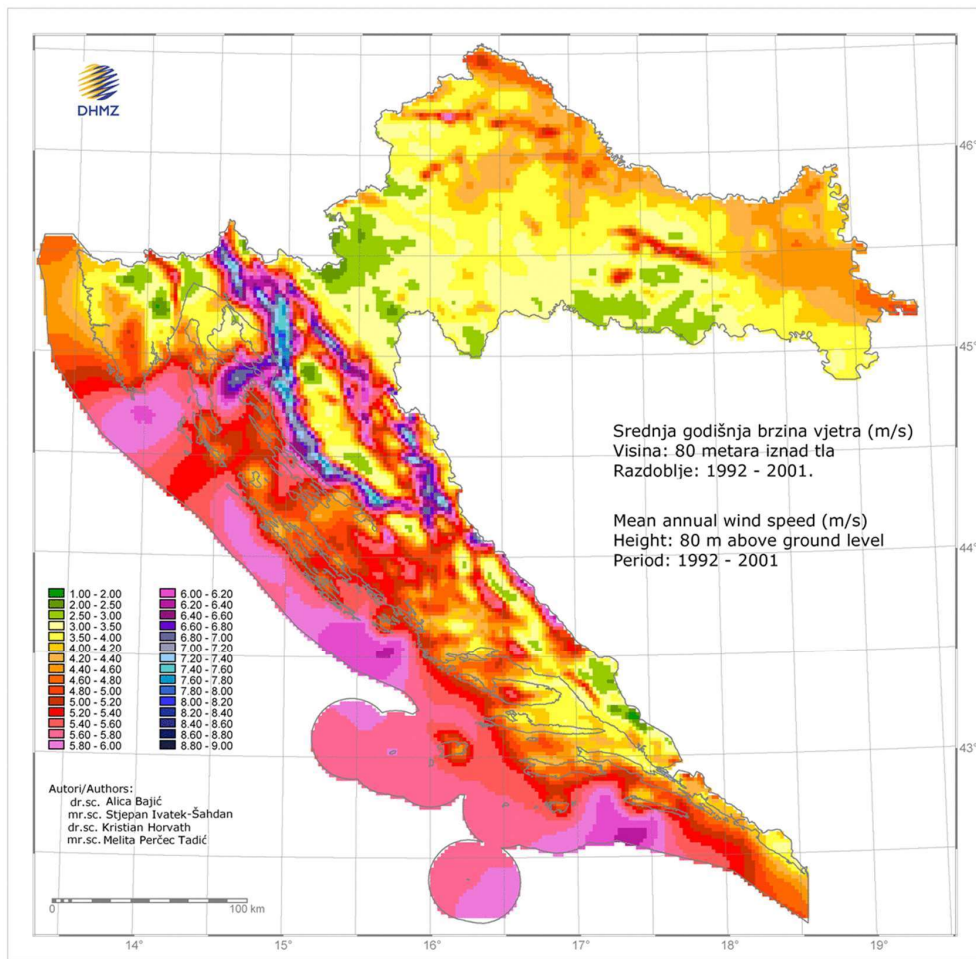 DHMZ
46°
45°
Srednja godišnja brzina vjetra (m/s)
Visina: 80 metara iznad tla
Razdoblje: 1992 - 2001.
Mean annual wind speed (m/s)
Height: 80 m above ground level
Period: 1992 - 2001
44°
1.00 - 2.00
2.00 - 2.50
2.50 - 3.00
3.00 - 3.50
3.50 - 4.00
4.00 - 4.20
4.20 - 4.40
4.40 - 4.60
4.60 - 4.80
4.80 - 5.00
5.00 - 5.20
5.20 - 5.40
5.40 - 5.60
5.60 - 5.80
5.80 - 6.00
6.00 - 6.20
6.20 - 6.40
6.40 - 6.60
6.60 - 6.80
6.80 - 7.00
7.00 - 7.20
7.20 - 7.40
7.40 - 7.60
7.60 - 7.80
7.80 - 8.00
8.00 - 8.20
8.20 - 8.40
8.40 - 8.60
8.60 - 8.80
8.80 - 9.00
43°
Autori/Authors:
dr.sc. Alica Bajić
mr.sc. Stjepan Ivatek-Šahdan
dr.sc. Kristian Horvath
mr.sc. Melita Perčec Tadić
0 100 km
14° 15° 16° 17° 18° 19°